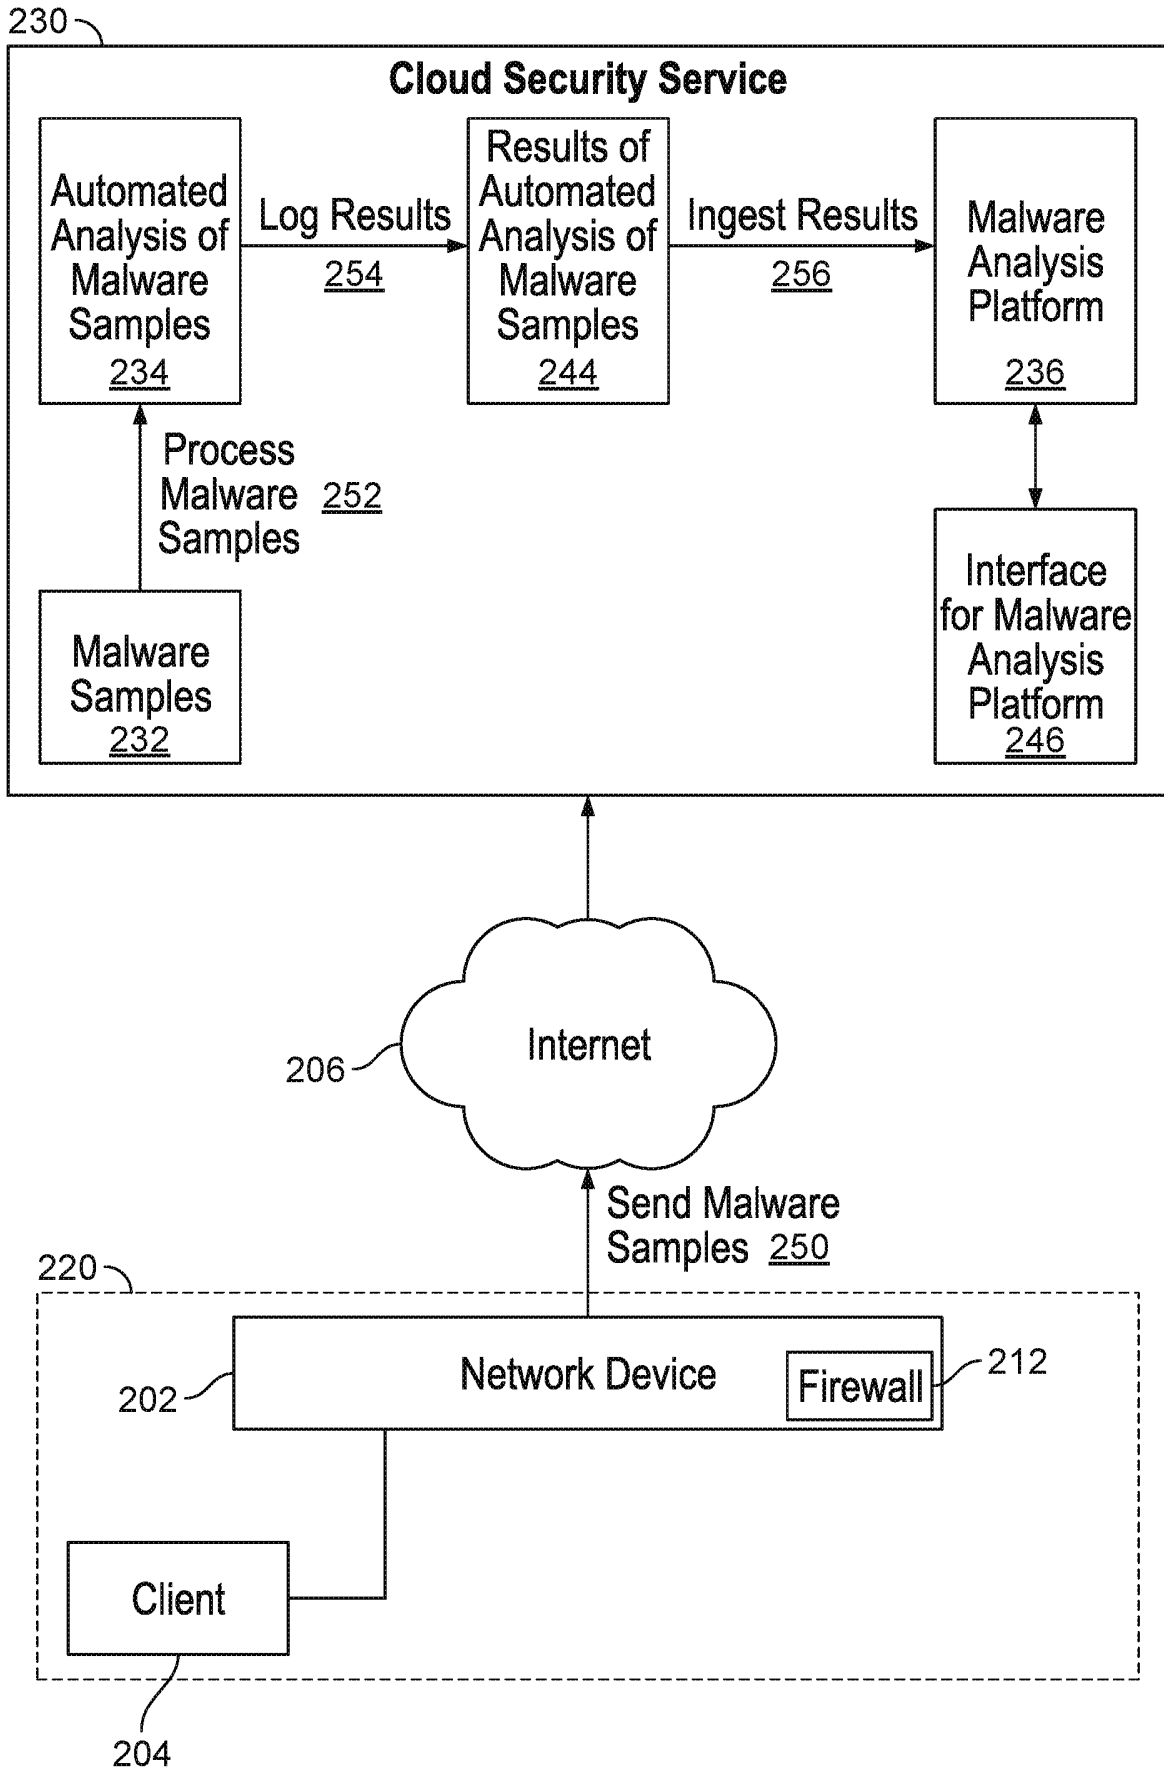 230
Cloud Security Service
Automated
Analysis of
Malware
Samples
234
Log Results
254
Results of
Automated
Analysis of
Malware
Samples
244
Ingest Results
256
Malware
Analysis
Platform
236
Process
Malware
Samples
252
Malware
Samples
232
Interface
for Malware
Analysis
Platform
246
Internet
206
Send Malware
Samples 250
220
Network Device
202
Firewall
212
Client
204